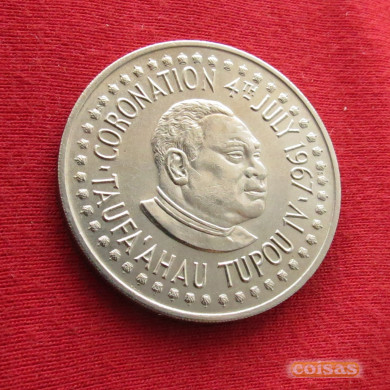 · CORONATION 4TH JULY 1967 ·
TAUFA'AHAU TUPOU IV
coisas